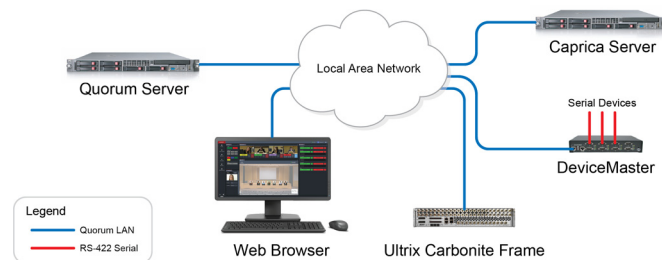 Caprica Server
Local Area Network
Quorum Server
Serial Devices
DeviceMaster
Legend
Quorum LAN
RS-422 Serial
Web Browser
Ultrix Carbonite Frame